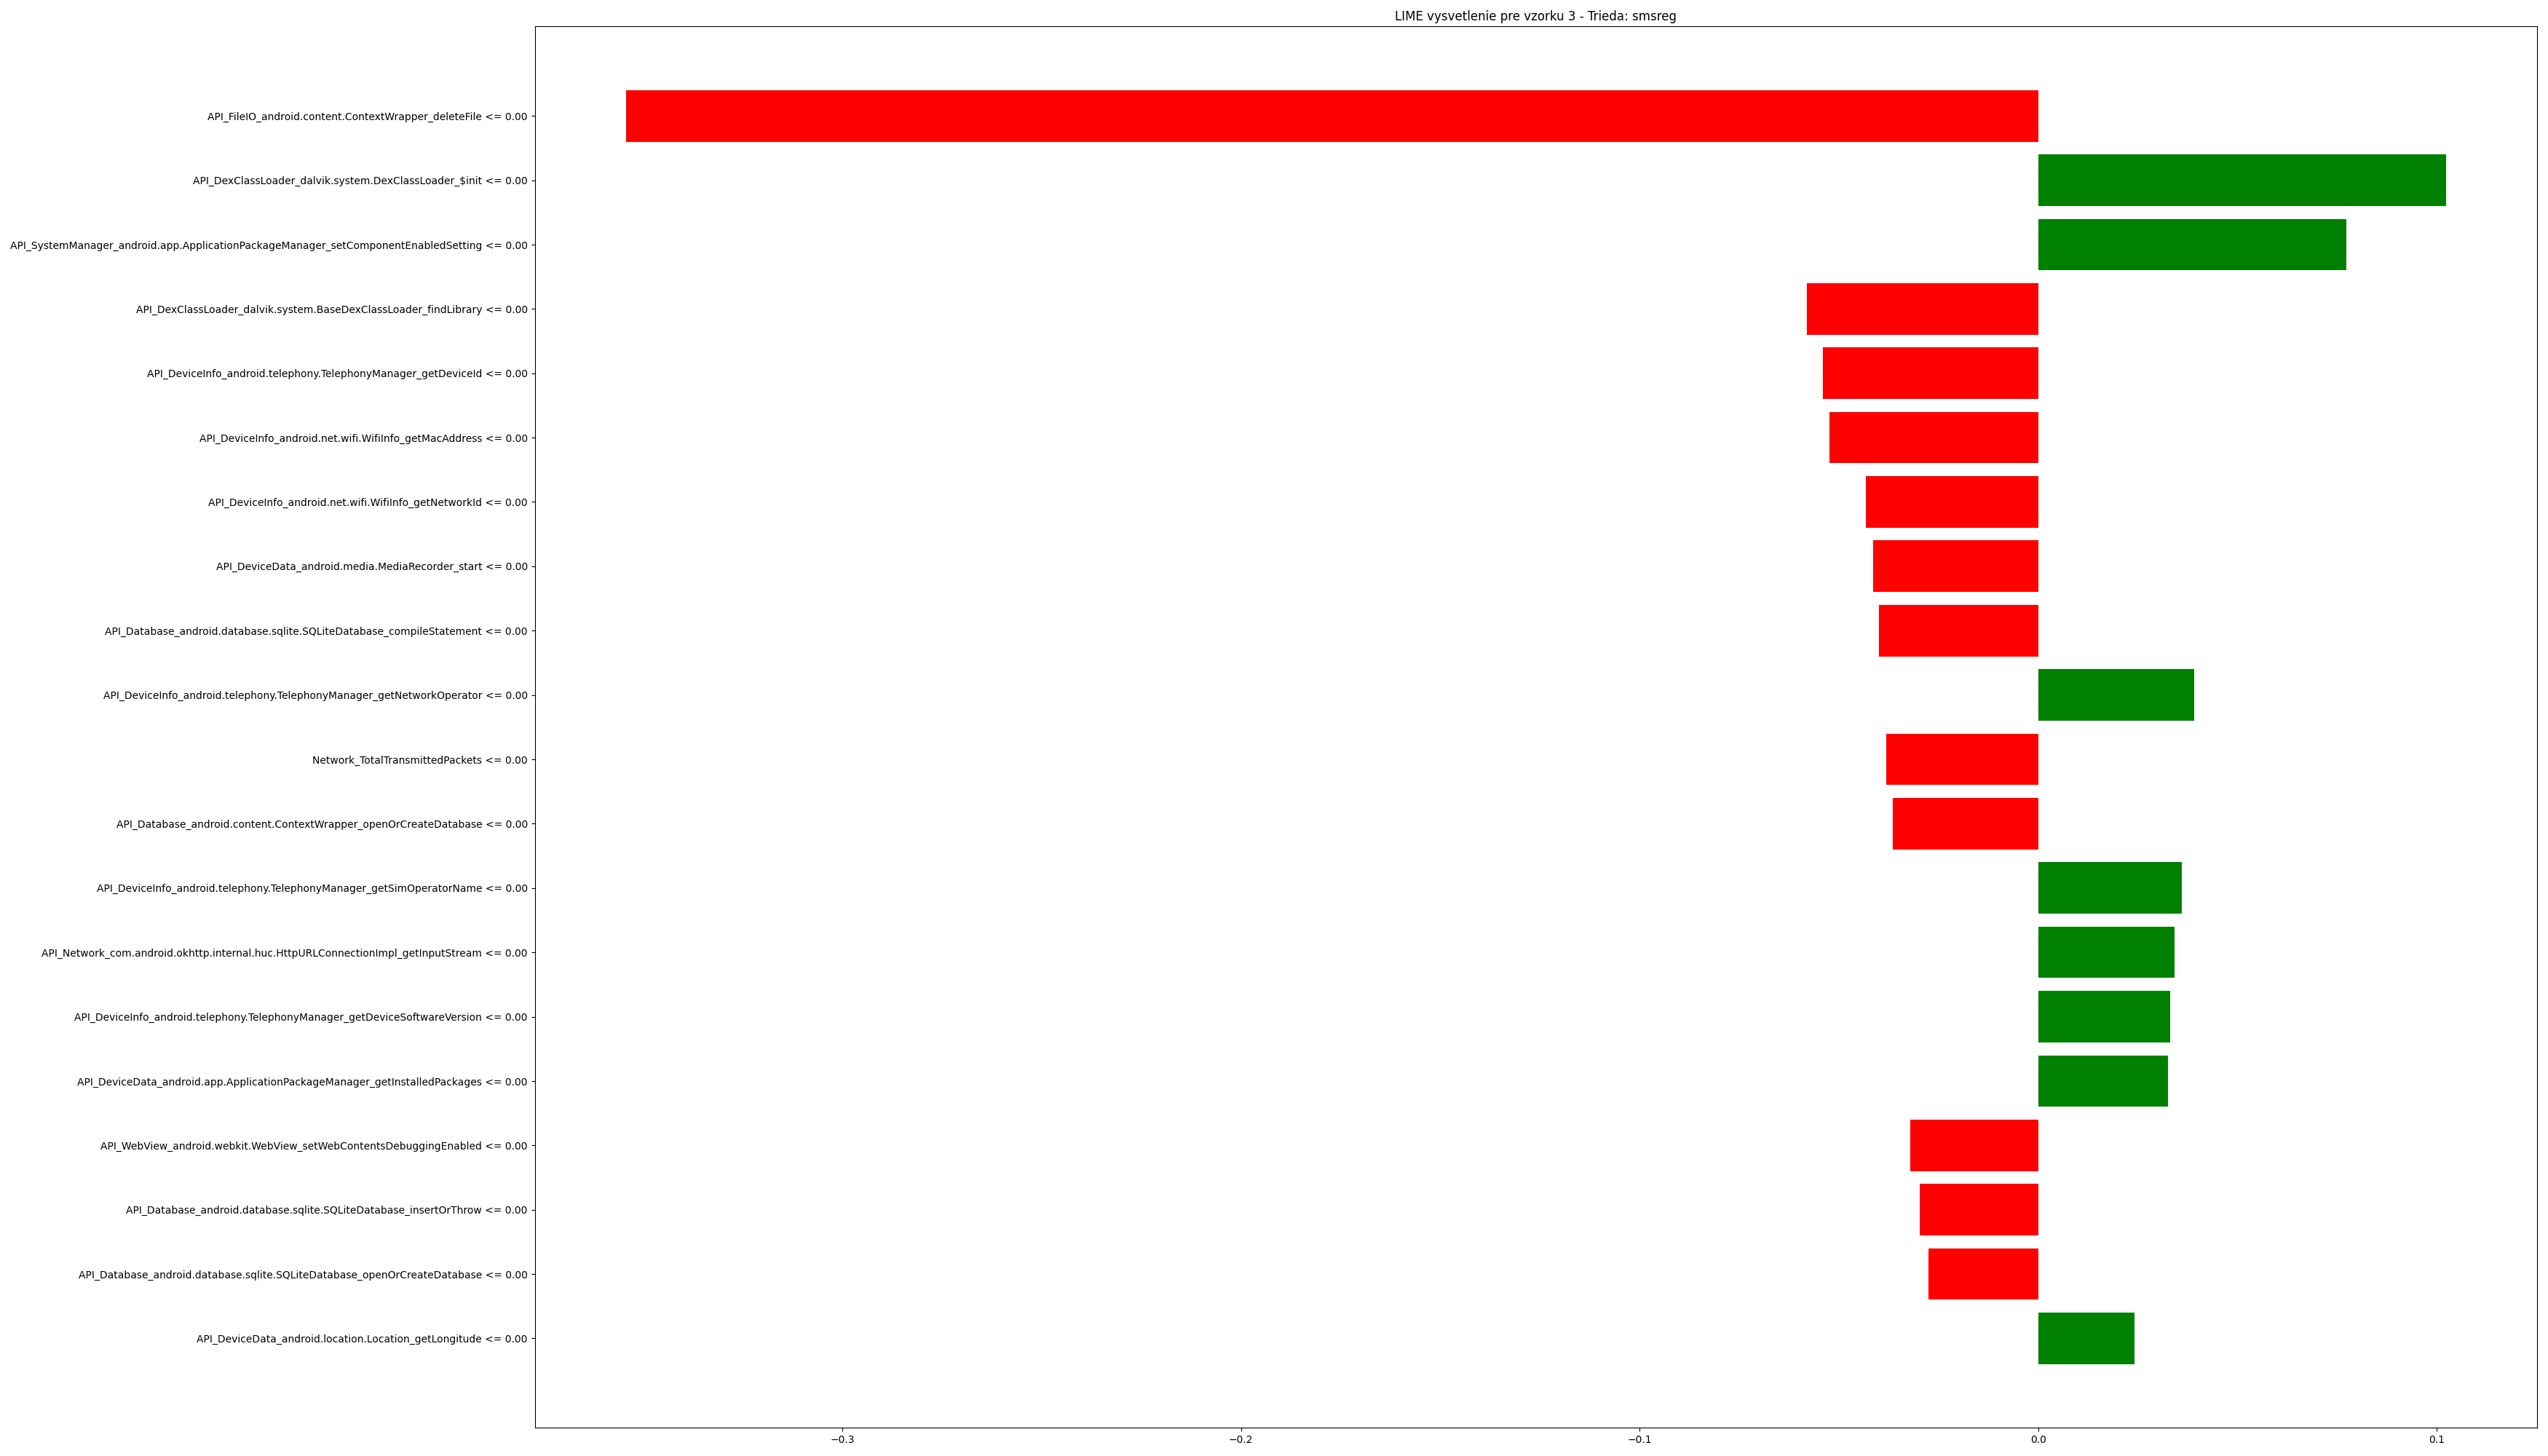 LIME vysvetlenie pre vzorku 3 - Trieda: smsreg
API_FileIO_android.content.ContextWrapper_deleteFile <= 0.00
API_DexClassLoader_dalvik.system.DexClassLoader_$init <= 0.00
API_SystemManager_android.app.ApplicationPackageManager_setComponentEnabledSetting <= 0.00
API_DexClassLoader_dalvik.system.BaseDexClassLoader_findLibrary <= 0.00
API_DeviceInfo_android.telephony.TelephonyManager_getDeviceId <= 0.00
API_DeviceInfo_android.net.wifi.WifiInfo_getMacAddress <= 0.00
API_DeviceInfo_android.net.wifi.WifiInfo_getNetworkId <= 0.00
API_DeviceData_android.media.MediaRecorder_start <= 0.00
API_Database_android.database.sqlite.SQLiteDatabase_compileStatement <= 0.00
API_DeviceInfo_android.telephony.TelephonyManager_getNetworkOperator <= 0.00
Network_TotalTransmittedPackets <= 0.00
API_Database_android.content.ContextWrapper_openOrCreateDatabase <= 0.00
API_DeviceInfo_android.telephony.TelephonyManager_getSimOperatorName <= 0.00
API_Network_com.android.okhttp.internal.huc.HttpURLConnectionImpl_getInputStream <= 0.00
API_DeviceInfo_android.telephony.TelephonyManager_getDeviceSoftwareVersion <= 0.00
API_DeviceData_android.app.ApplicationPackageManager_getInstalledPackages <= 0.00
API_WebView_android.webkit.WebView_setWebContentsDebuggingEnabled <= 0.00
API_Database_android.database.sqlite.SQLiteDatabase_insertOrThrow <= 0.00
API_Database_android.database.sqlite.SQLiteDatabase_openOrCreateDatabase <= 0.00
API_DeviceData_android.location.Location_getLongitude <= 0.00
−0.3 −0.2 −0.1 0.0 0.1